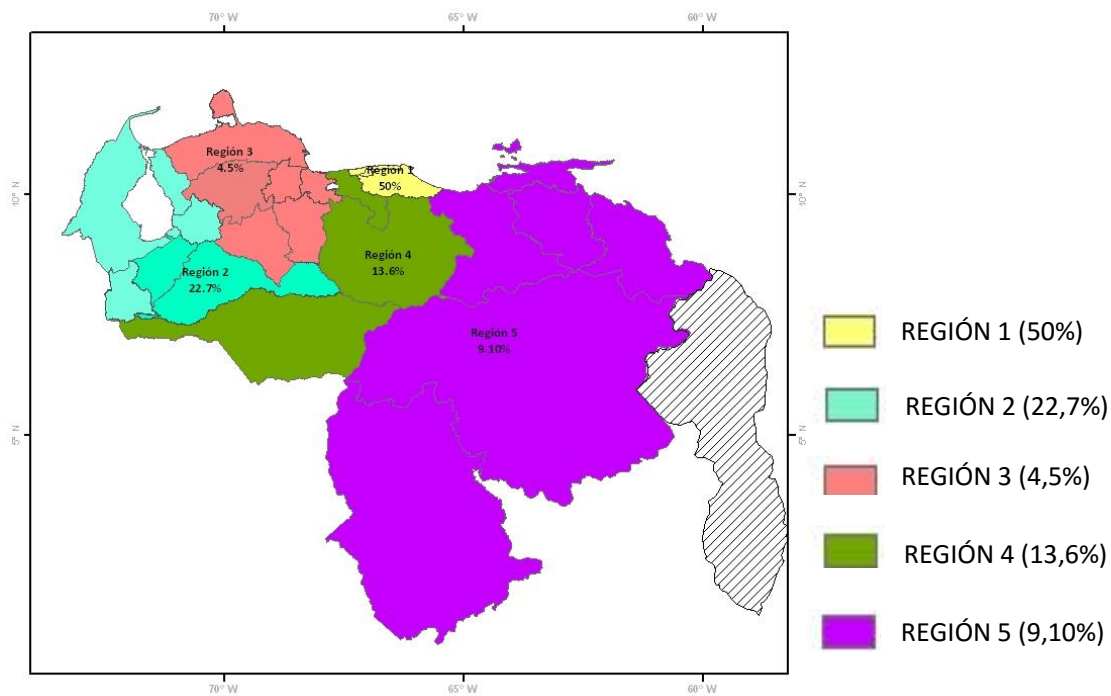 70° W 65° W 60° W
10° N 10° N
5° N 5° N
Región 3
4.5%
Región 1
50%
Región 4
13.6%
Región 2
22.7%
Región 5
9.10%
REGIÓN 1 (50%)
REGIÓN 2 (22,7%)
REGIÓN 3 (4,5%)
REGIÓN 4 (13,6%)
REGIÓN 5 (9,10%)
70° W 65° W 60° W